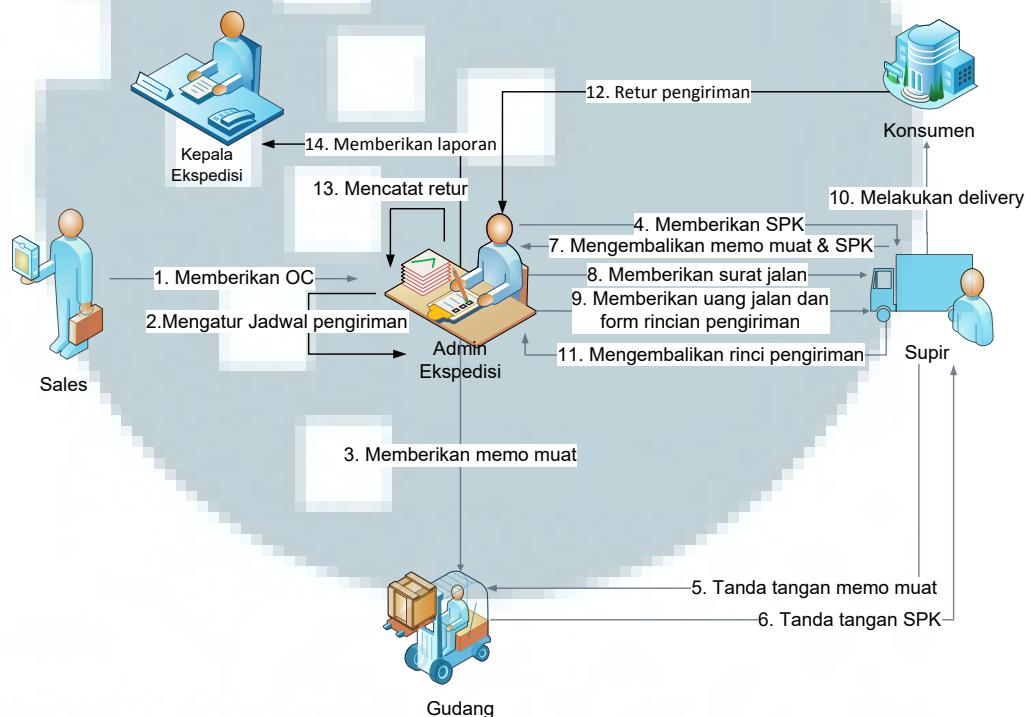 12. Retur pengiriman
Konsumen
14. Memberikan laporan
Kepala
Ekspedisi
13. Mencatat retur
10. Melakukan delivery
4. Memberikan SPK
7. Mengembalikan memo muat & SPK
1. Memberikan OC
8. Memberikan surat jalan
9. Memberikan uang jalan dan
form rincian pengiriman
2.Mengatur Jadwal pengiriman
Admin
Ekspedisi
11. Mengembalikan rinci pengiriman
Supir
Sales
3. Memberikan memo muat
5. Tanda tangan memo muat
6. Tanda tangan SPK
Gudang